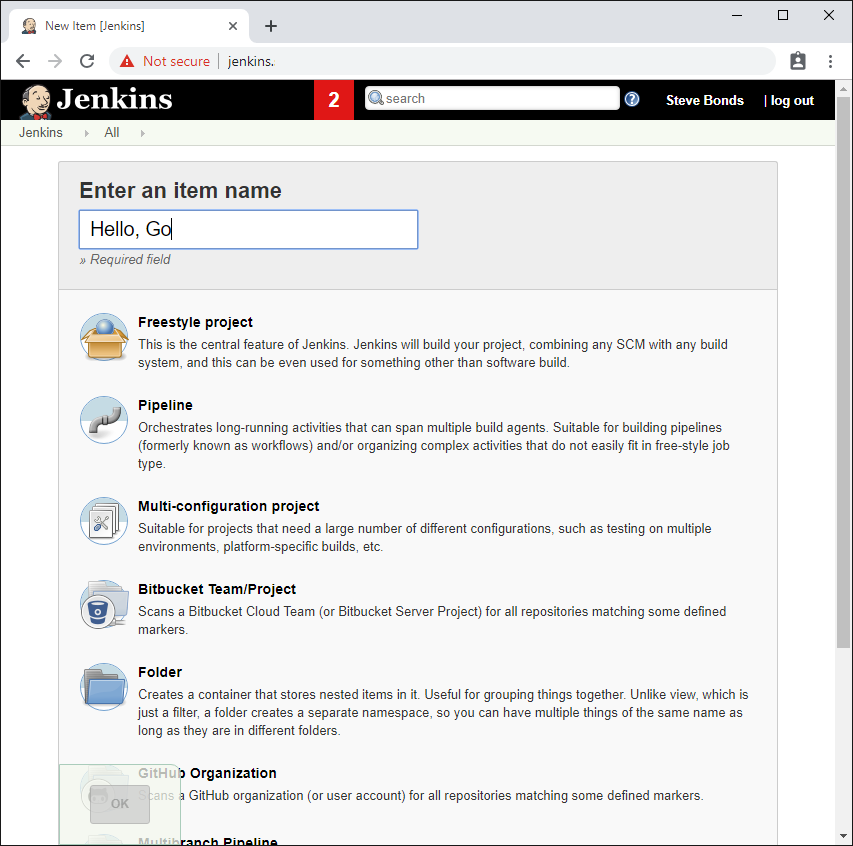 New Item [Jenkins]
Not secure | jenkins.
Jenkins 2 search Steve Bonds | log out
Jenkins All
Enter an item name
Hello, Go
» Required field
Freestyle project
This is the central feature of Jenkins. Jenkins will build your project, combining any SCM with any build
system, and this can be even used for something other than software build.
Pipeline
Orchestrates long-running activities that can span multiple build agents. Suitable for building pipelines
(formerly known as workflows) and/or organizing complex activities that do not easily fit in free-style job
type.
Multi-configuration project
Suitable for projects that need a large number of different configurations, such as testing on multiple
environments, platform-specific builds, etc.
Bitbucket Team/Project
Scans a Bitbucket Cloud Team (or Bitbucket Server Project) for all repositories matching some defined
markers.
Folder
Creates a container that stores nested items in it. Useful for grouping things together. Unlike view, which is
just a filter, a folder creates a separate namespace, so you can have multiple things of the same name as
long as they are in different folders.
GitHub Organization
Scans a GitHub organization (or user account) for all repositories matching some defined markers.
OK
Multibranch Pipeline